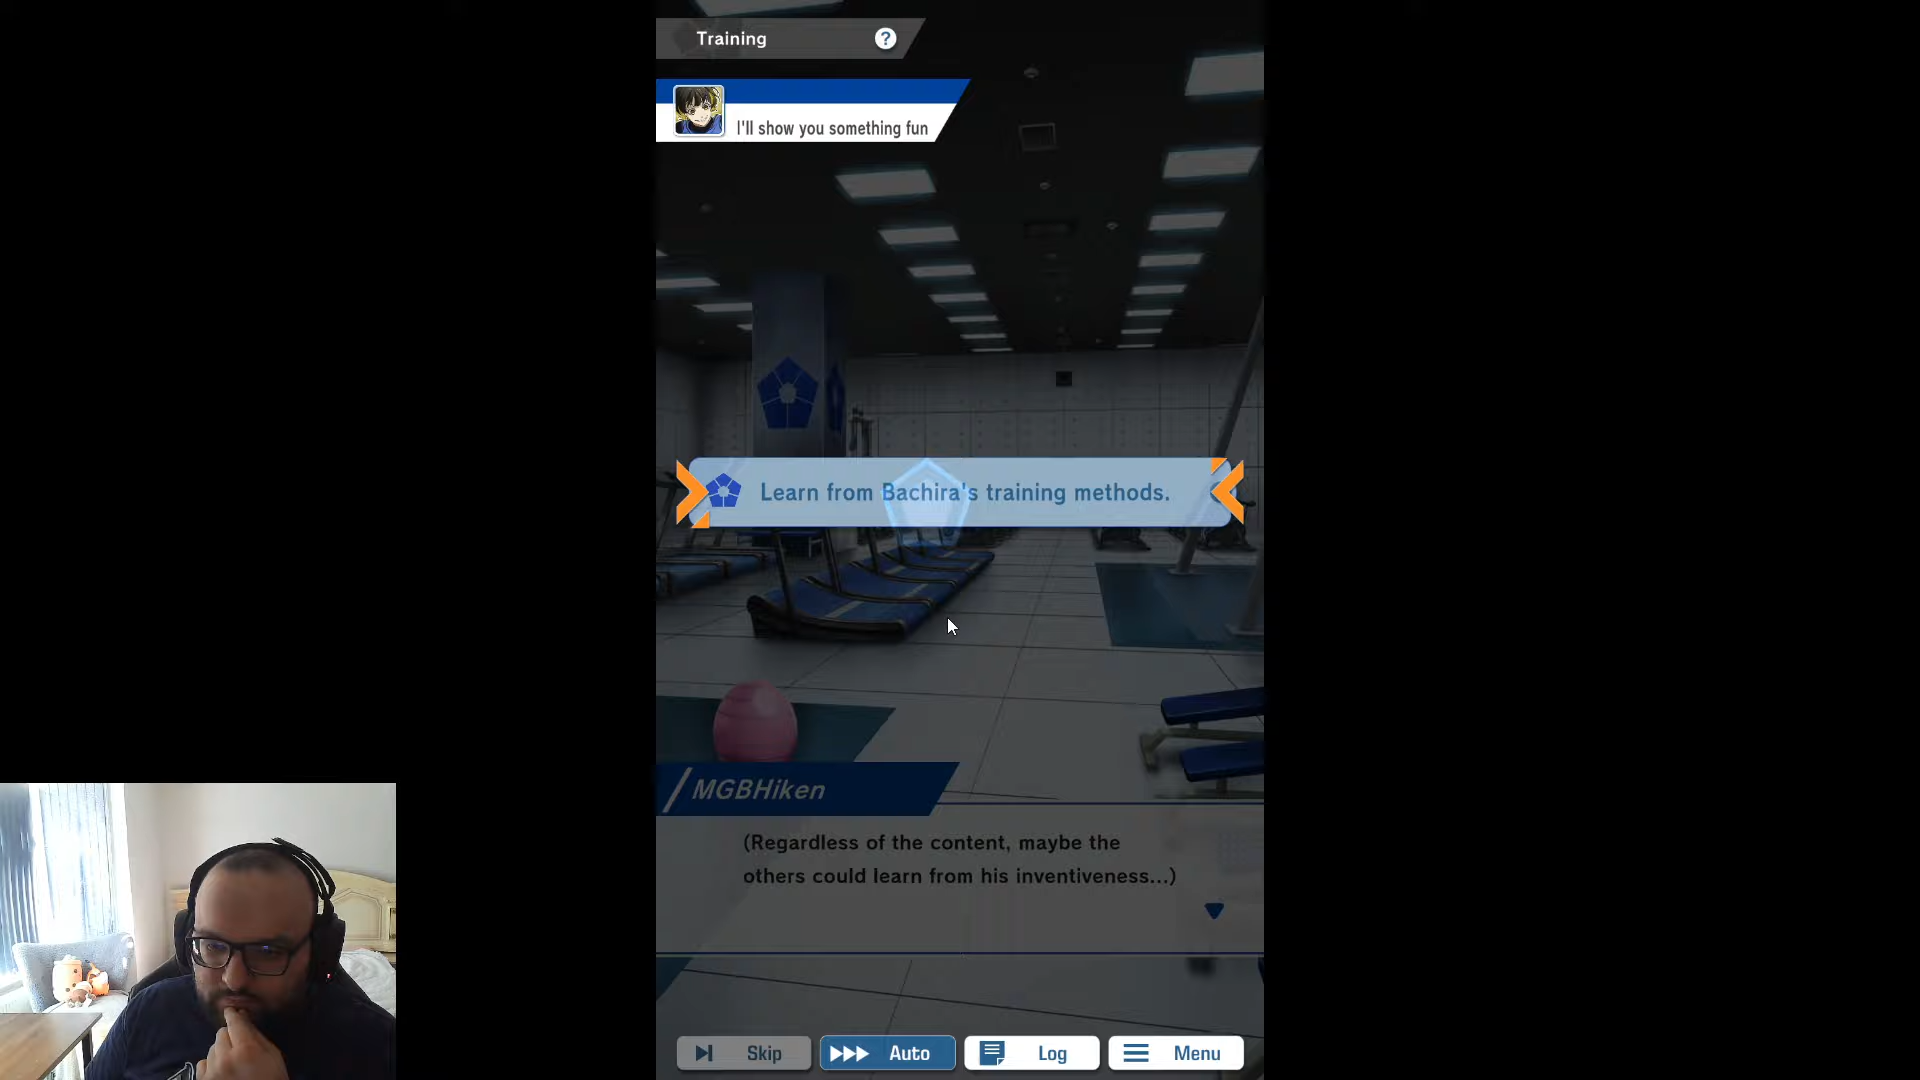 Training
?
I'll show you something fun
Learn from Bachira's training methods.
MGBHiken
(Regardless of the content, maybe the
others could learn from his inventiveness...)
Skip
Auto
Log
Menu